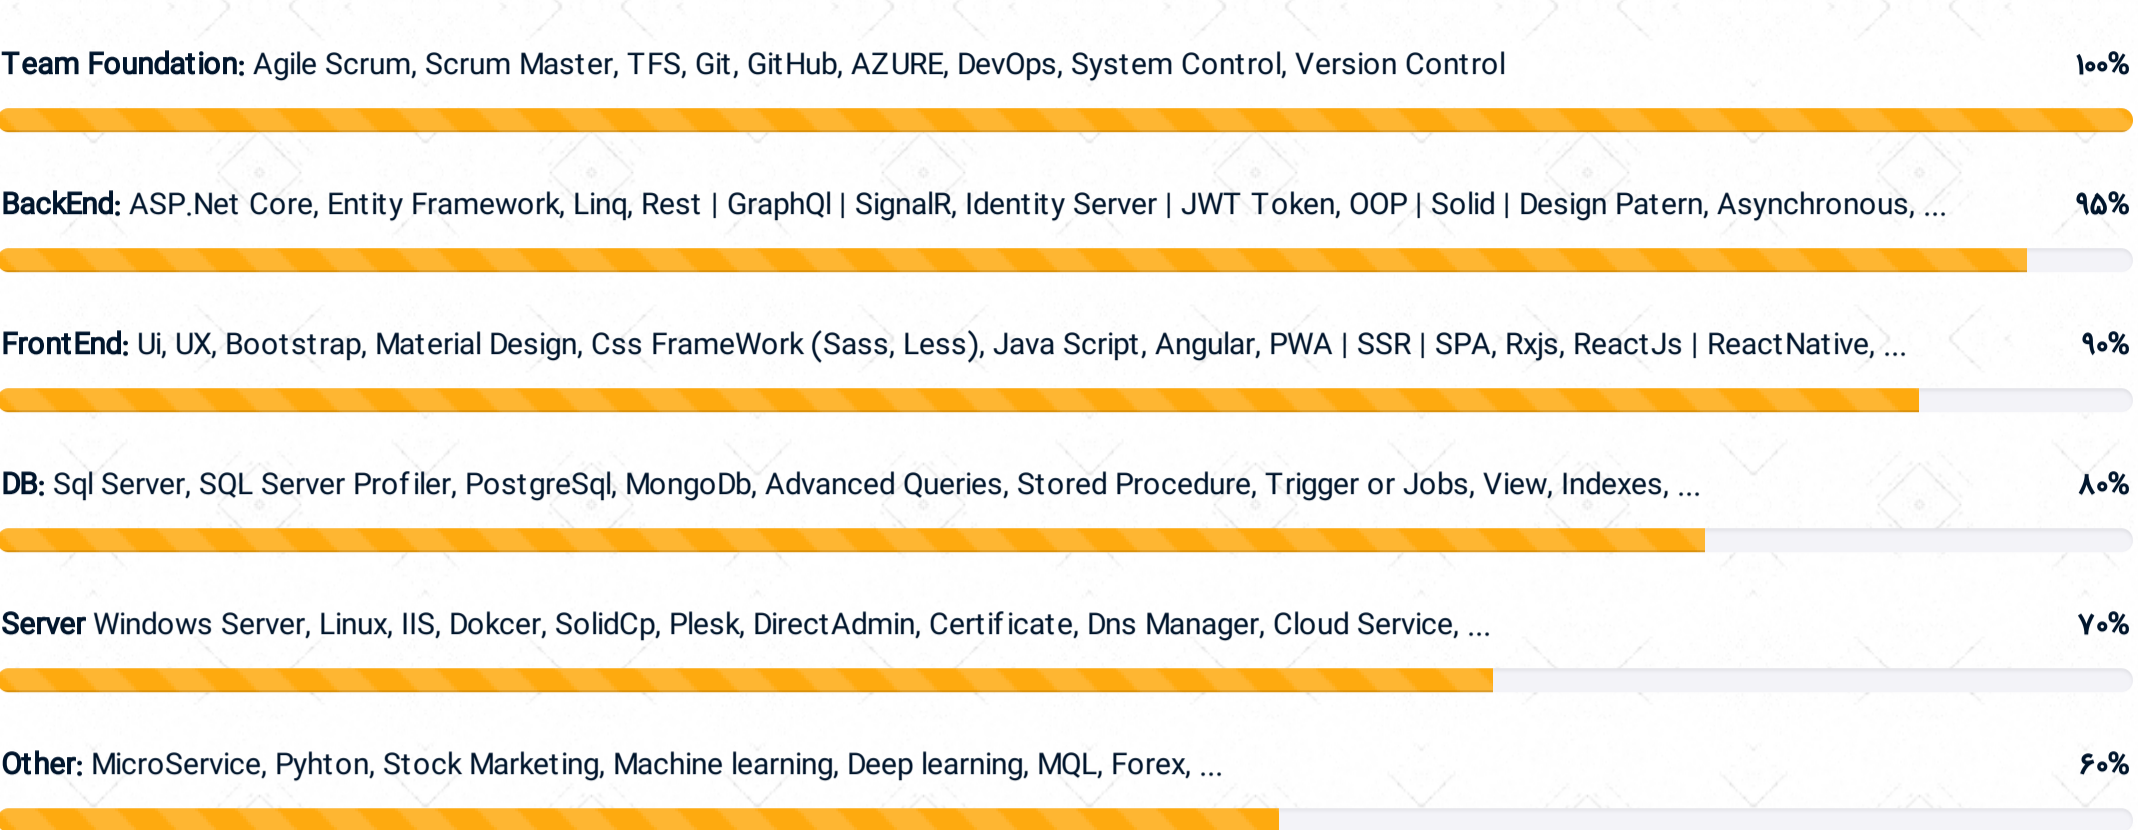 Team Foundation: Agile Scrum, Scrum Master, TFS, Git, GitHub, AZURE, DevOps, System Control, Version Control ۱۰۰%
BackEnd: ASP.Net Core, Entity Framework, Linq, Rest | GraphQl | SignalR, Identity Server | JWT Token, OOP | Solid | Design Patern, Asynchronous, ... ۹۵%
FrontEnd: Ui, UX, Bootstrap, Material Design, Css FrameWork (Sass, Less), Java Script, Angular, PWA | SSR | SPA, Rxjs, ReactJs | ReactNative, ... ۹۰%
DB: Sql Server, SQL Server Profiler, PostgreSql, MongoDb, Advanced Queries, Stored Procedure, Trigger or Jobs, View, Indexes, ... ۸۰%
Server Windows Server, Linux, IIS, Dokcer, SolidCp, Plesk, DirectAdmin, Certificate, Dns Manager, Cloud Service, ... ۷۰%
Other: MicroService, Pyhton, Stock Marketing, Machine learning, Deep learning, MQL, Forex, ... ۶۰%